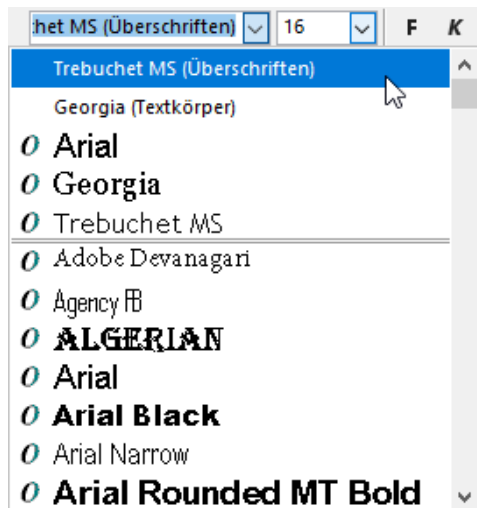 :het MS (Überschriften) 16 F K
Trebuchet MS (Überschriften)
Georgia (Textkörper)
O Arial
O Georgia
O Trebuchet MS
O Adobe Devanagari
O Agency FB
O ALGERIAN
O Arial
O Arial Black
O Arial Narrow
O Arial Rounded MT Bold